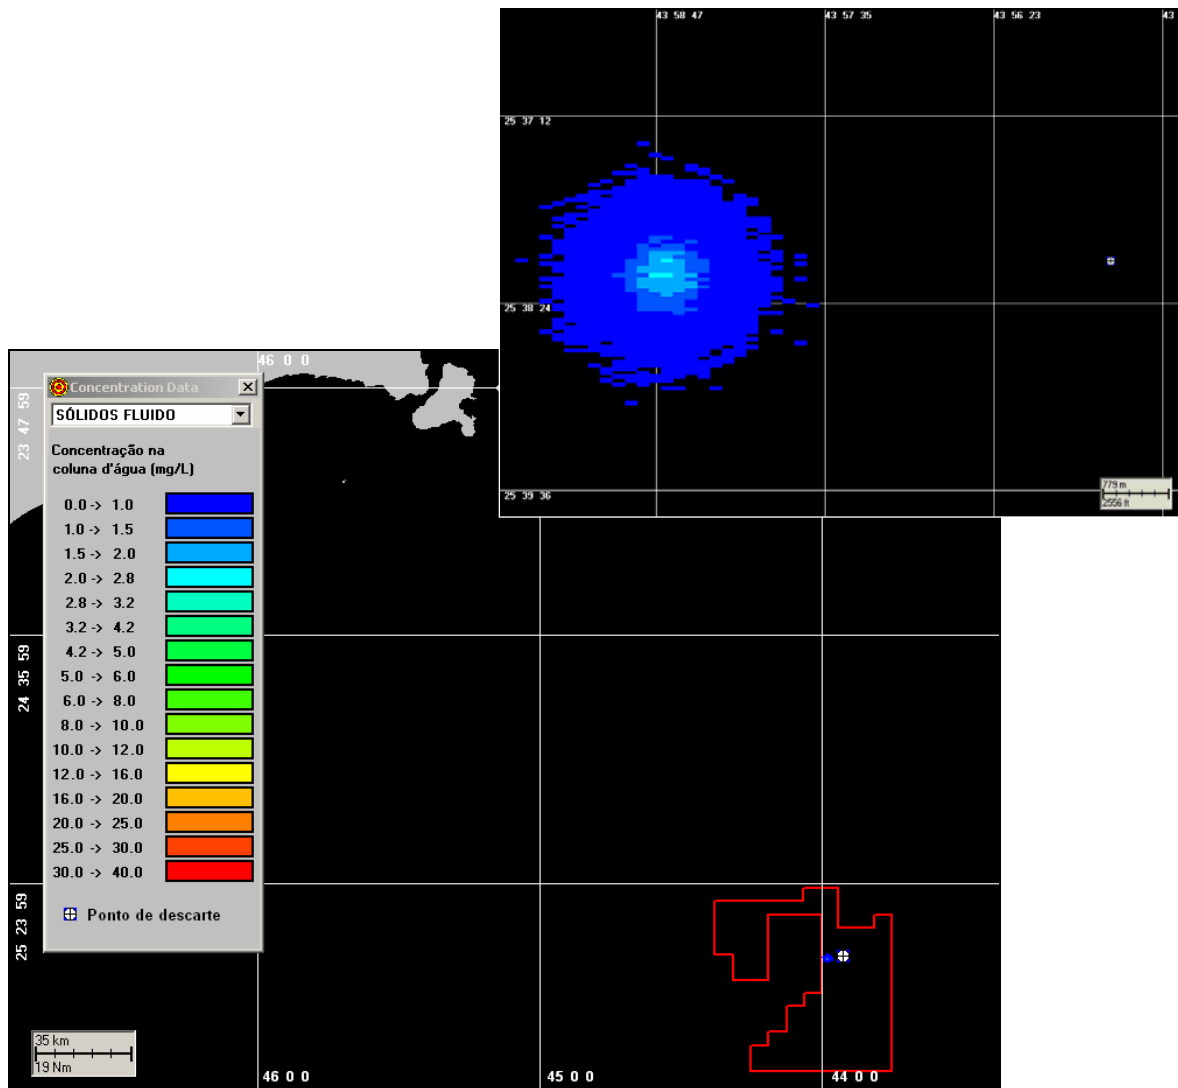 43 58 47
43 57 35
43 56 23
43
25 37 12
25 38 24
25 39 36
779 m
2556 ft
46 0 0
23 47 59
24 35 59
25 23 59
Concentration Data
SÓLIDOS FLUIDO
Concentração na
coluna d'água (mg/L)
0.0 -> 1.0
1.0 -> 1.5
1.5 -> 2.0
2.0 -> 2.8
2.8 -> 3.2
3.2 -> 4.2
4.2 -> 5.0
5.0 -> 6.0
6.0 -> 8.0
8.0 -> 10.0
10.0 -> 12.0
12.0 -> 16.0
16.0 -> 20.0
20.0 -> 25.0
25.0 -> 30.0
30.0 -> 40.0
Ponto de descarte
35 km
19 Nm
46 0 0
45 0 0
44 0 0